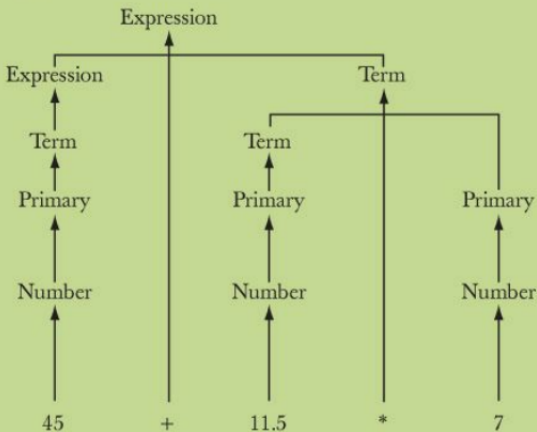 Expression
Expression Term
Term Term
Primary Primary Primary
Number Number Number
45 + 11.5 * 7